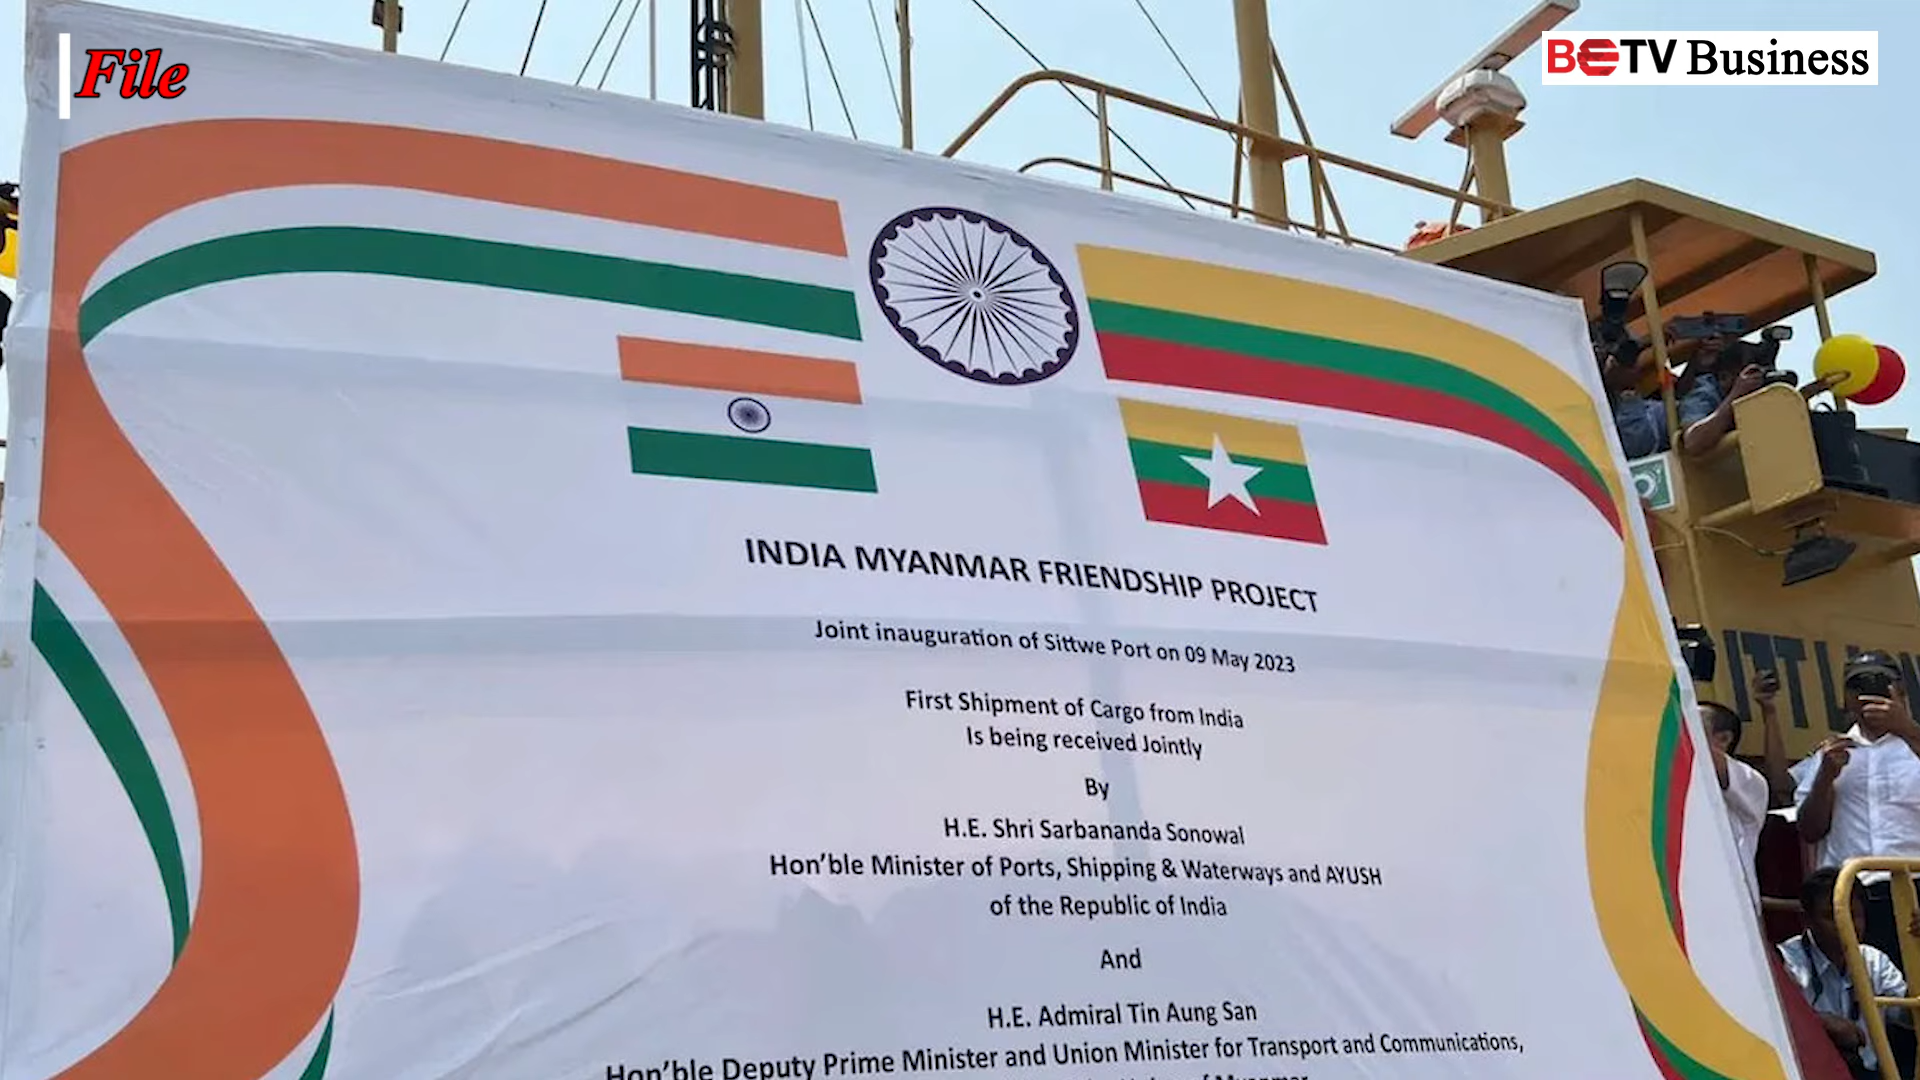 File
BETV Business
INDIA MYANMAR FRIENDSHIP PROJECT
Joint inauguration of Sittwe Port on 09 May 2023
First Shipment of Cargo from India
Is being received Jointly
By
H.E. Shri Sarbananda Sonowal
Hon'ble Minister of Ports, Shipping & Waterways and AYUSH
of the Republic of India
And
H.E. Admiral Tin Aung San
Hon'ble Deputy Prime Minister and Union Minister for Transport and Communications,